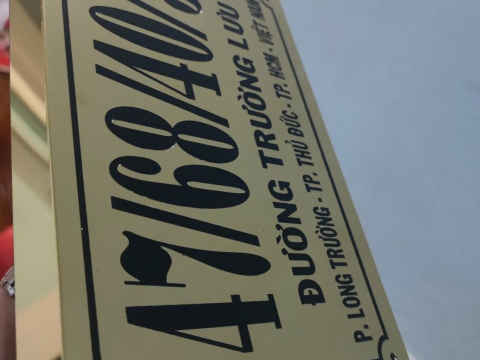 47/68/40/
ĐƯỜNG TRƯỜNG LƯU
P. LONG TRƯỜNG - TP. THỦ ĐỨC - TP. HCM - VIỆT NAM